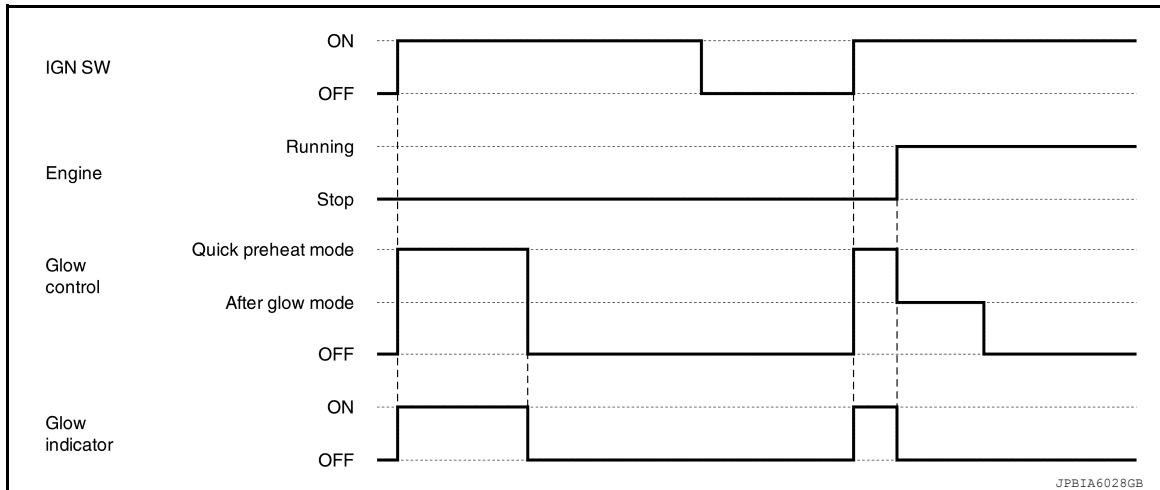 IGN SW
ON
OFF
Engine
Running
Stop
Glow
control
Quick preheat mode
After glow mode
OFF
Glow
indicator
ON
OFF
JPBIA6028GB